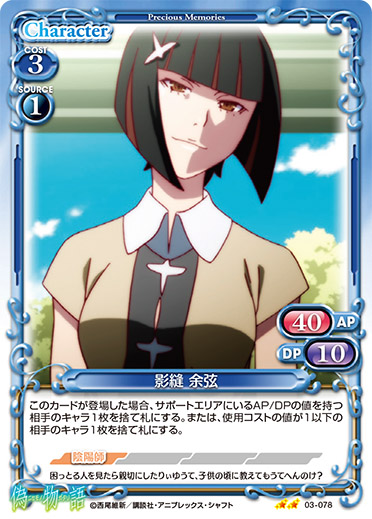 Precious Memories
Character
COST
3
SOURCE
1
40 AP
DP 10
影縫 余弦
このカードが登場した場合、サポートエリアにいるAP/DPの値を持つ
相手のキャラ1枚を捨て札にする。または、使用コストの値が1以下の
相手のキャラ1枚を捨て札にする。
陰陽師
困っとる人を見たら親切にしたりぃゆうて、子供の頃に教えてもうてへんのけ?
偽物語
©西尾維新/講談社・アニプレックス・シャフト
03-078